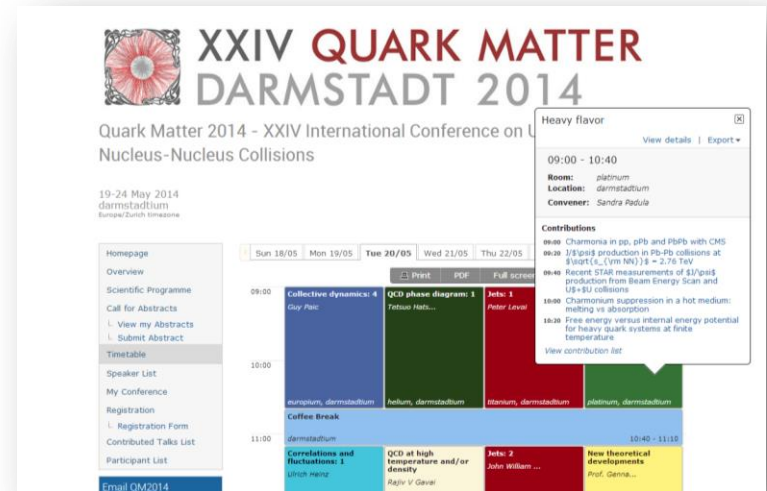 XXIV QUARK MATTER
DARMSTADT 2014
Quark Matter 2014 - XXIV International Conference on U
Nucleus-Nucleus Collisions
19-24 May 2014
darmstadtium
Europe/Zurich timezone
Homepage
Overview
Scientific Programme
Call for Abstracts
View my Abstracts
Submit Abstract
Timetable
Speaker List
My Conference
Registration
Registration Form
Contributed Talks List
Participant List
Email QM2014
Sun 18/05 Mon 19/05 Tue 20/05 Wed 21/05 Thu 22/05
Print PDF Full screen
09:00
Collective dynamics: 4
Guy Paic
europium, darmstadtium
QCD phase diagram: 1
Tetsuo Hats...
helium, darmstadtium
Jets: 1
Peter Levai
titanium, darmstadtium
platinum, darmstadtium
10:00
Coffee Break
darmstadtium
10:40 - 11:10
11:00
Correlations and
fluctuations: 1
Ulrich Heinz
QCD at high
temperature and/or
density
Rajiv V Gavai
Jets: 2
John William ...
New theoretical
developments
Prof. Genna...
Heavy flavor
View details | Export
09:00 - 10:40
Room: platinum
Location: darmstadtium
Convener: Sandra Padula
Contributions
09:00 Charmonia in pp, pPb and PbPb with CMS
09:20 J/$\psi$ production in Pb-Pb collisions at
$\sqrt{s_{\rm NN}}$ = 2.76 TeV
09:40 Recent STAR measurements of $J/\psi$
production from Beam Energy Scan and
U$+$U collisions
10:00 Charmonium suppression in a hot medium:
melting vs absorption
10:20 Free energy versus internal energy potential
for heavy quark systems at finite
temperature
View contribution list